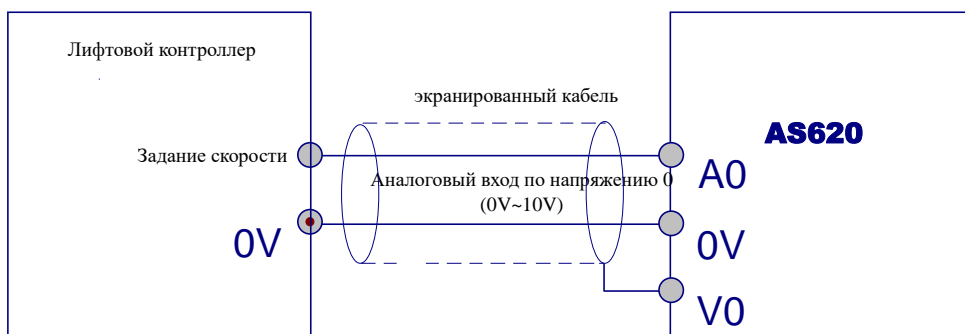 Лифтовой контроллер
экранированный кабель
AS620
Задание скорости
A0
Аналоговый вход по напряжению 0
(0V~10V)
0V
0V
V0